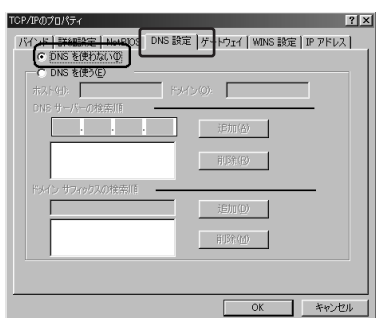 TCP/IPのプロパティ
バインド 詳細設定 NetBIOS DNS 設定 ゲートウェイ WINS 設定 IP アドレス
DNS を使わない(I)
DNS を使う(E)
ホスト(H): ドメイン(O):
DNS サーバーの検索順
追加(A)
削除(R)
ドメイン サフィックスの検索順
追加(D)
削除(M)
OK キャンセル